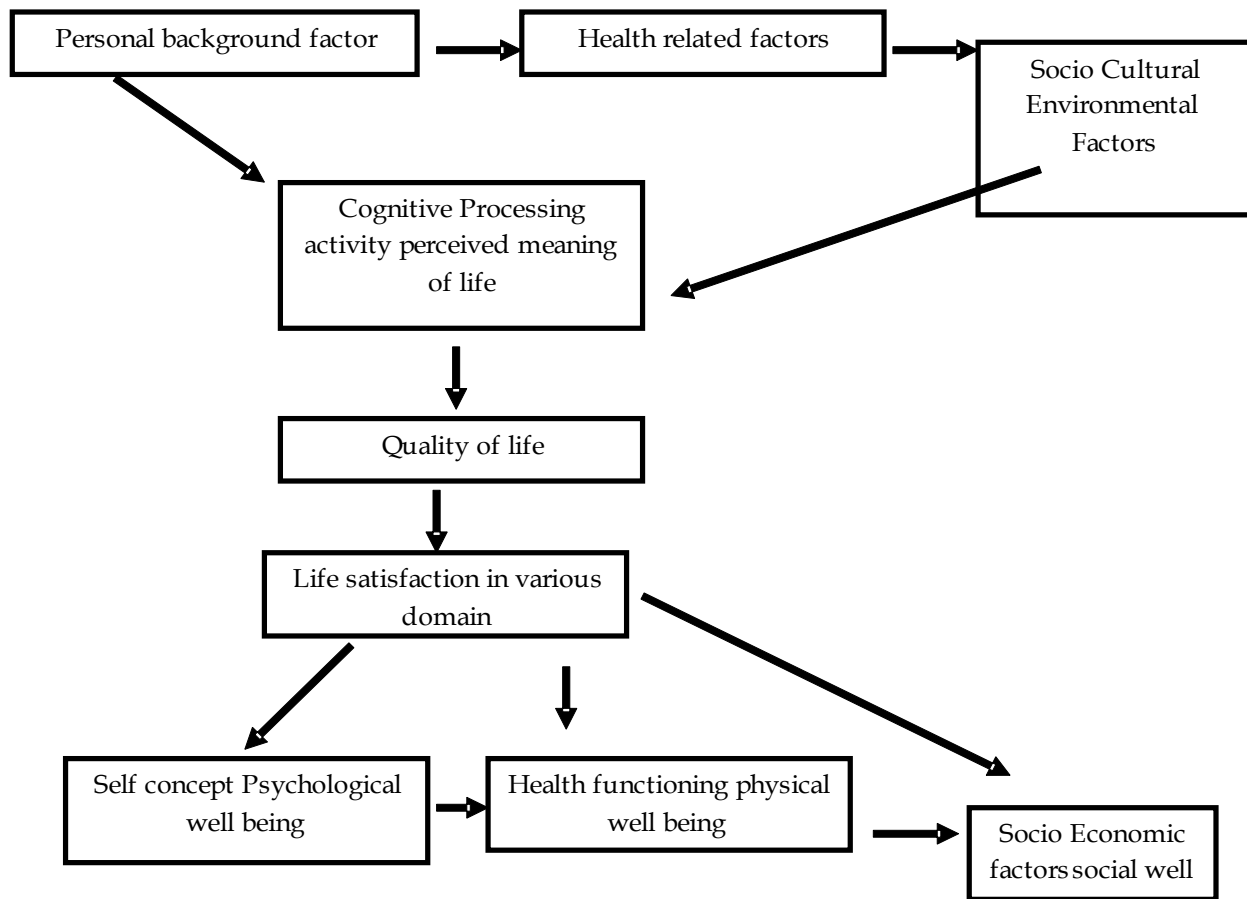 Personal background factor
Health related factors
Socio Cultural
Environmental
Factors
Cognitive Processing
activity perceived meaning
of life
Quality of life
Life satisfaction in various
domain
Self concept Psychological
well being
Health functioning physical
well being
Socio Economic
factors social well